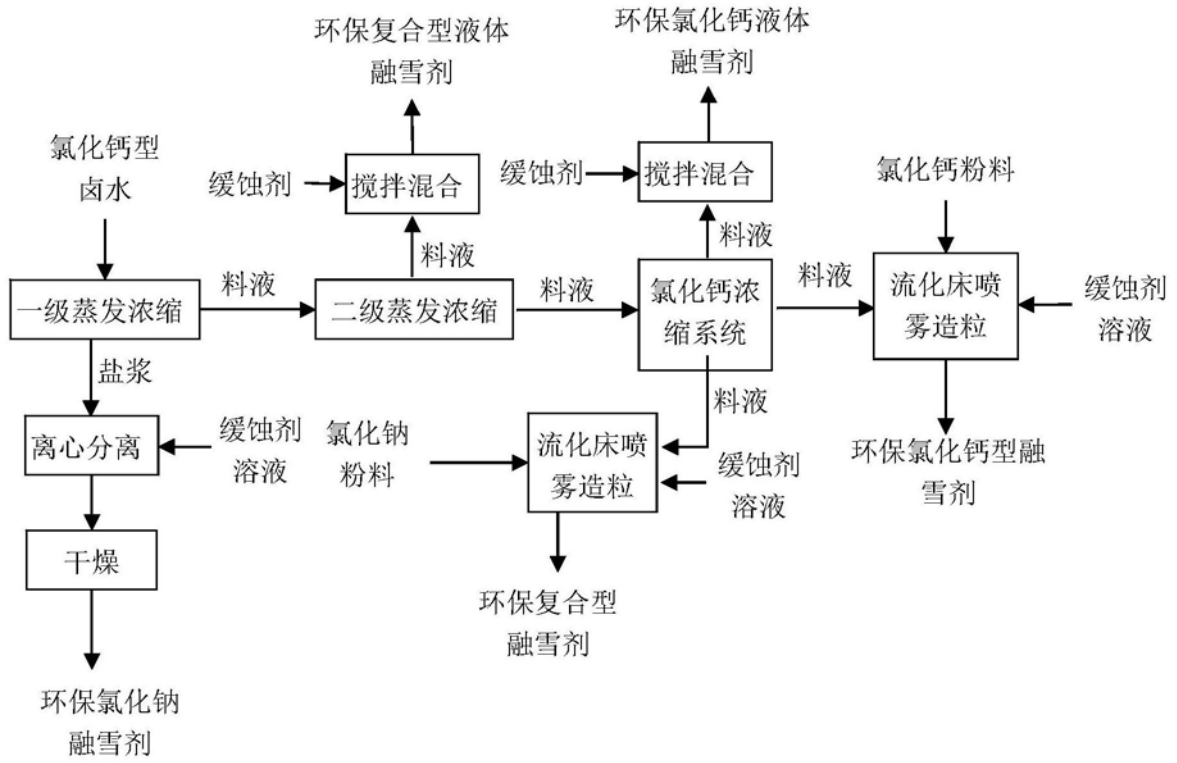 环保复合型液体
融雪剂
环保氯化钙液体
融雪剂
氯化钙型
卤水
缓蚀剂
搅拌混合
缓蚀剂
搅拌混合
氯化钙粉料
料液
料液
料液
一级蒸发浓缩
二级蒸发浓缩
料液
氯化钙浓
缩系统
料液
流化床喷
雾造粒
缓蚀剂
溶液
盐浆
料液
离心分离
缓蚀剂
溶液
氯化钠
粉料
流化床喷
雾造粒
缓蚀剂
溶液
环保氯化钙型融
雪剂
干燥
环保复合型
融雪剂
环保氯化钠
融雪剂